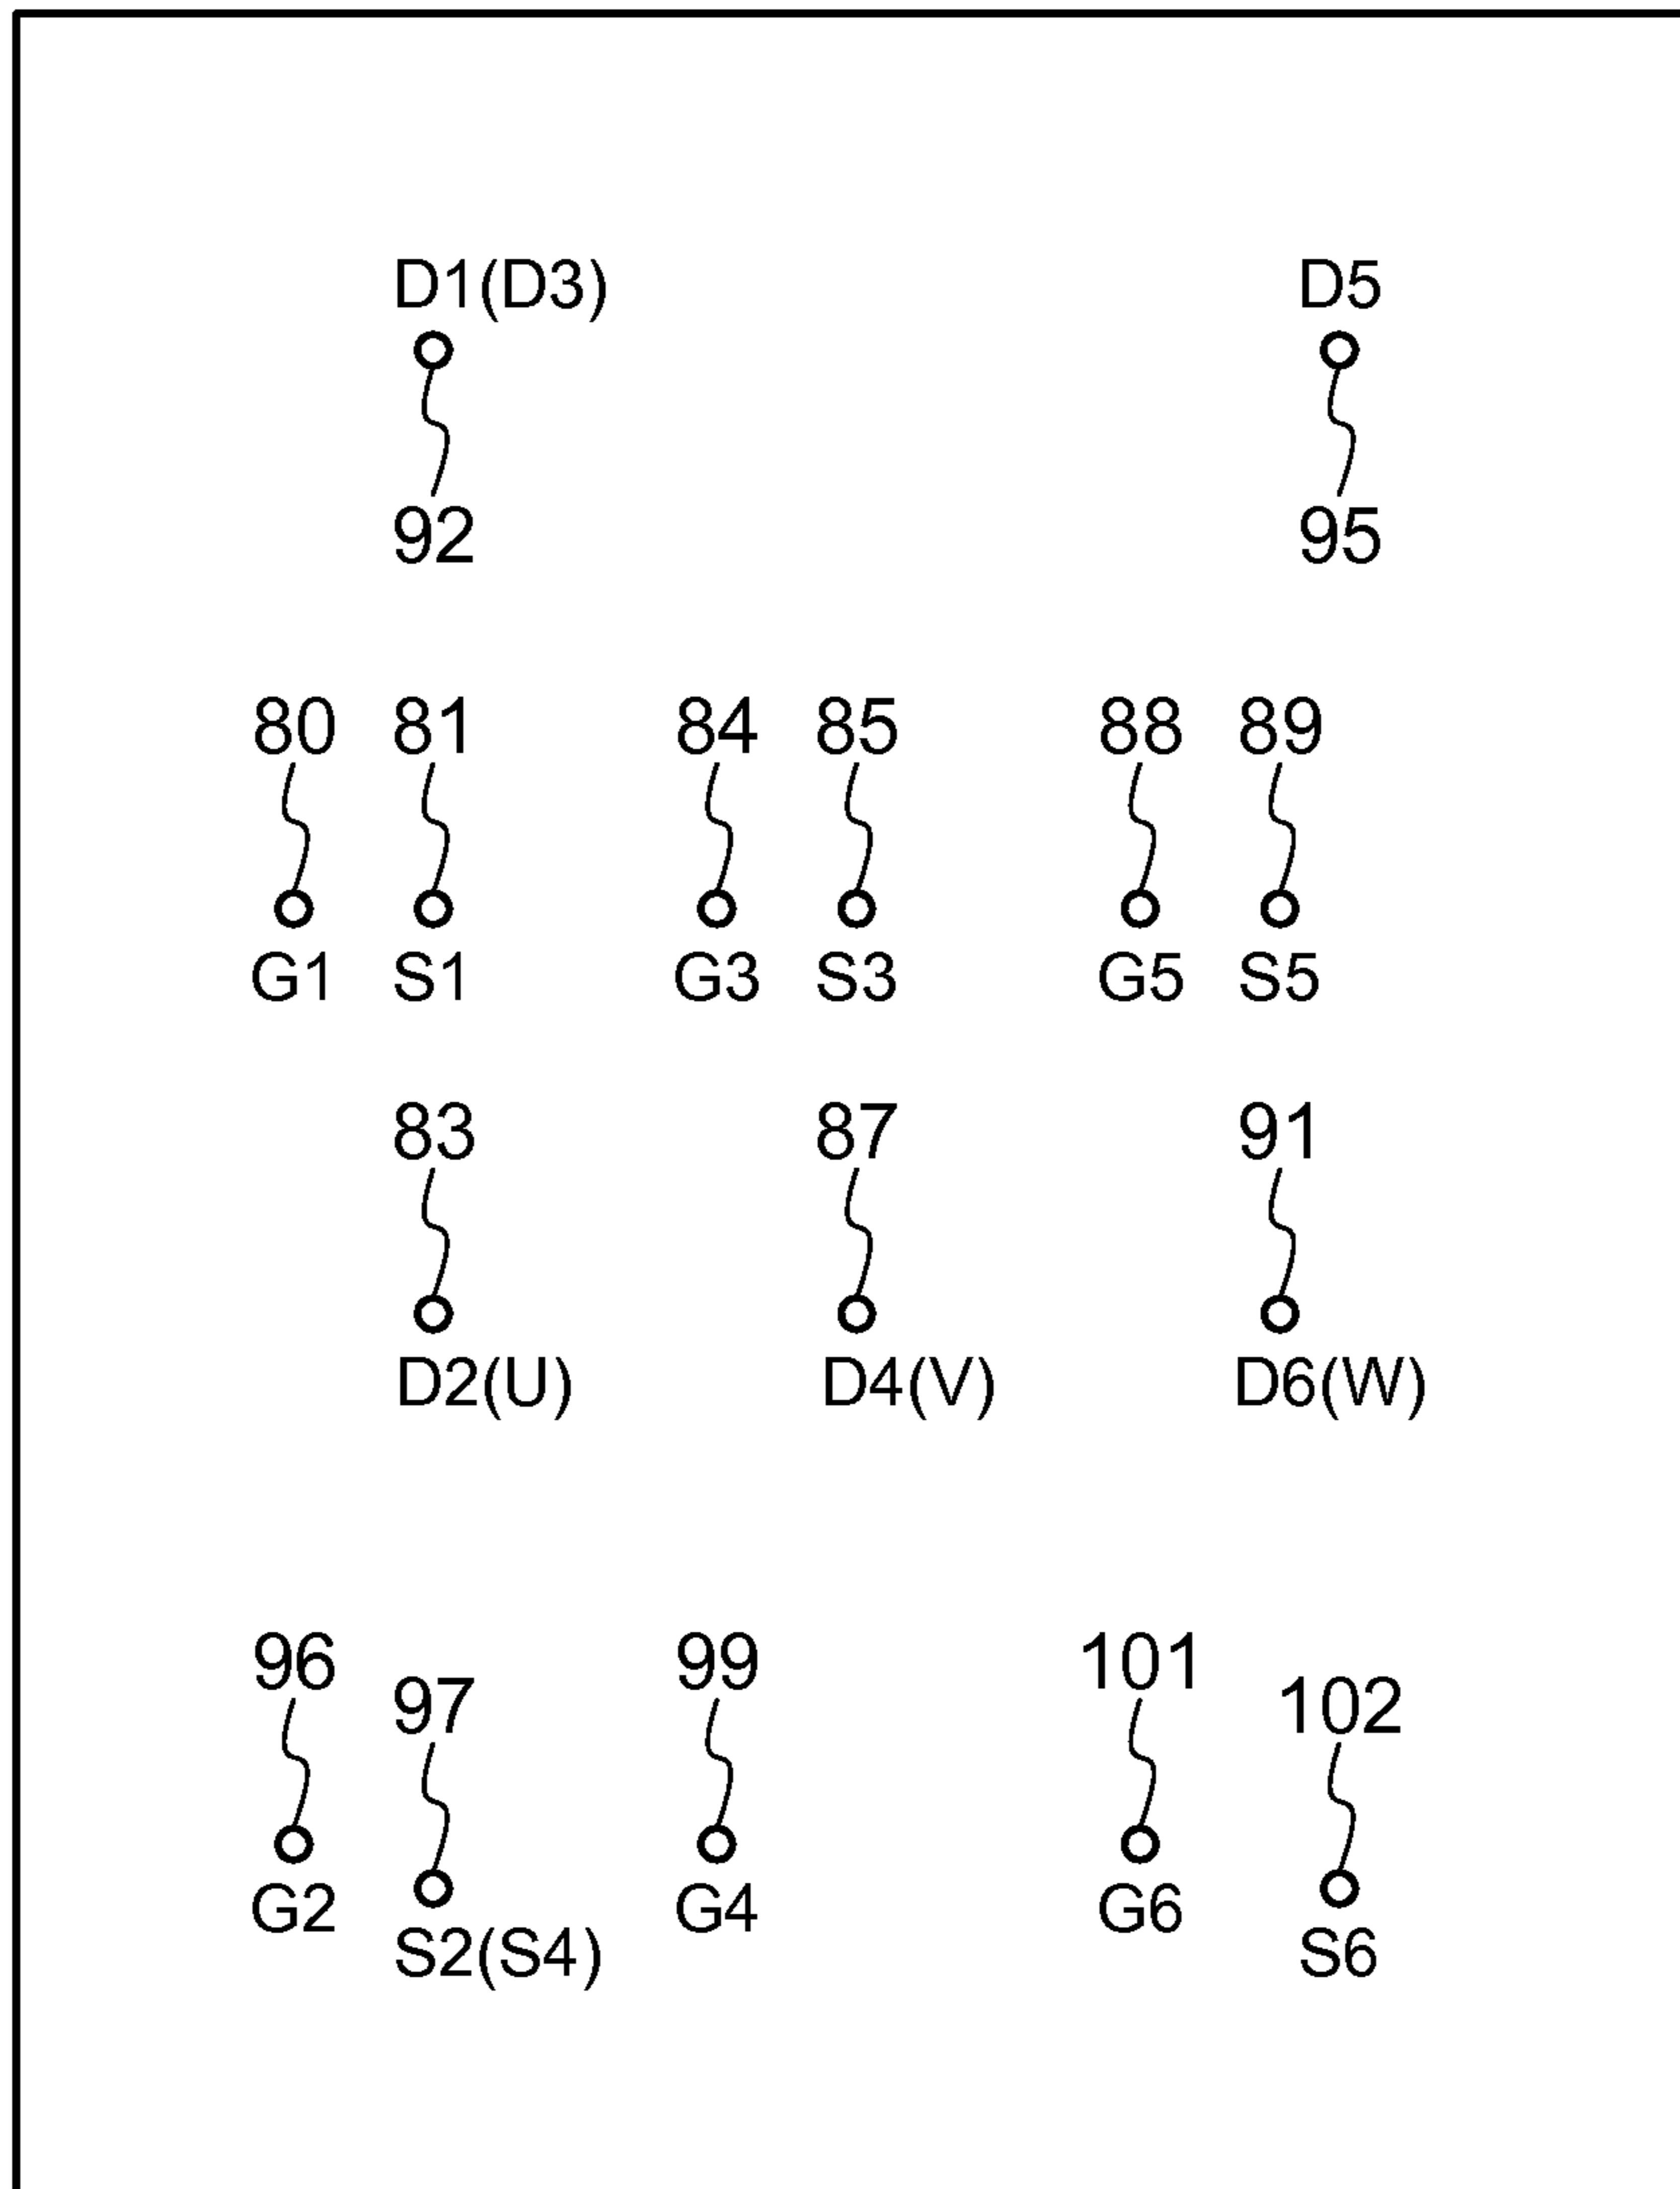 D1(D3) D5
92 95
80 81 84 85 88 89
G1 S1 G3 S3 G5 S5
83 87 91
D2(U) D4(V) D6(W)
96 99 101
97 102
G2 G4 G6
S2(S4) S6